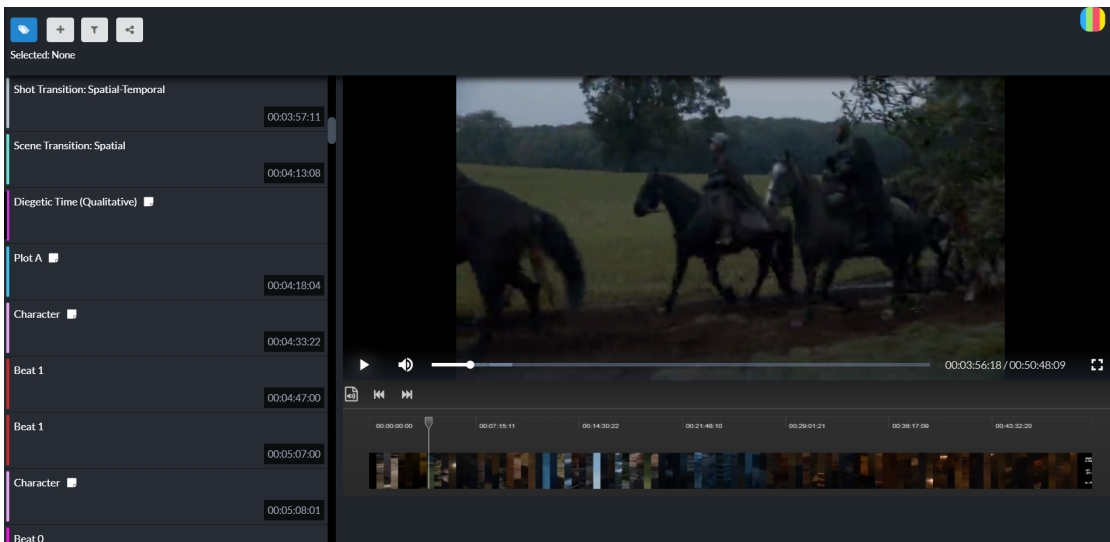 Selected: None
Shot Transition: Spatial-Temporal
00:03:57:11
Scene Transition: Spatial
00:04:13:08
Diegetic Time (Qualitative)
Plot A
00:04:18:04
Character
00:04:33:22
Beat 1
00:04:47:00
Beat 1
00:05:07:00
Character
00:05:08:01
Beat 0
00:03:56:18 / 00:50:48:09
00:00:00:00 00:07:15:11 00:14:30:22 00:21:46:10 00:29:01:21 00:36:17:09 00:43:32:20